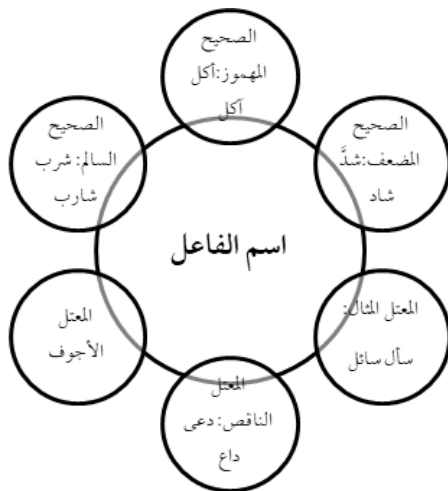 الصحيح
المهموز:أكل
آكل
الصحيح
المضعف:شدَّ
شاد
المعتل المثال:
سأل سائل
المعتل
الناقص: دعى
داع
المعتل
الأجوف
الصحيح
السالم: شرب
شارب
اسم الفاعل